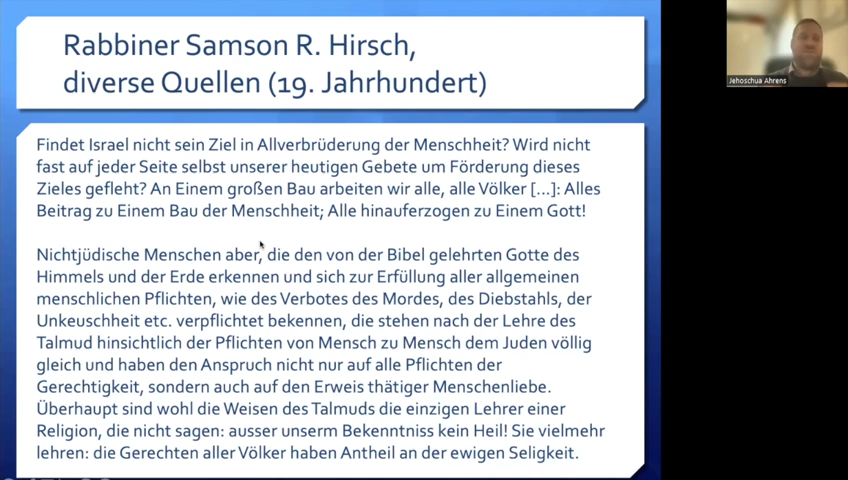 Rabbiner Samson R. Hirsch,
diverse Quellen (19. Jahrhundert)
Jehoschua Ahrens
Findet Israel nicht sein Ziel in Allverbrüderung der Menschheit? Wird nicht
fast auf jeder Seite selbst unserer heutigen Gebete um Förderung dieses
Zieles gefleht? An Einem großen Bau arbeiten wir alle, alle Völker [...]: Alles
Beitrag zu Einem Bau der Menschheit; Alle hinauferzogen zu Einem Gott!
Nichtjüdische Menschen aber, die den von der Bibel gelehrten Gotte des
Himmels und der Erde erkennen und sich zur Erfüllung aller allgemeinen
menschlichen Pflichten, wie des Verbotes des Mordes, des Diebstahls, der
Unkeuschheit etc. verpflichtet bekennen, die stehen nach der Lehre des
Talmud hinsichtlich der Pflichten von Mensch zu Mensch dem Juden völlig
gleich und haben den Anspruch nicht nur auf alle Pflichten der
Gerechtigkeit, sondern auch auf den Erweis thätiger Menschenliebe.
Überhaupt sind wohl die Weisen des Talmuds die einzigen Lehrer einer
Religion, die nicht sagen: ausser unserm Bekenntniss kein Heil! Sie vielmehr
lehren: die Gerechten aller Völker haben Antheil an der ewigen Seligkeit.